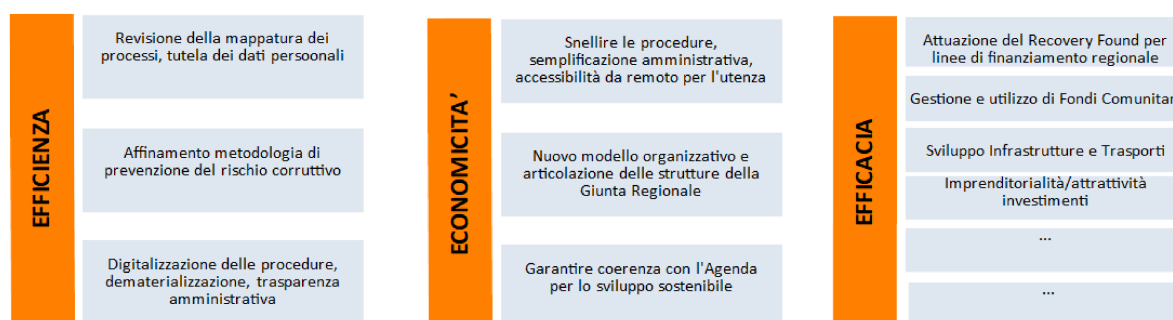 EFFICIENZA
Revisione della mappatura dei
processi, tutela dei dati persoonali
Affinamento metodologia di
prevenzione del rischio corruttivo
Digitalizzazione delle procedure,
dematerializzazione, trasparenza
amministrativa
ECONOMICITA’
Snellire le procedure,
semplificazione amministrativa,
accessibilità da remoto per l'utenza
Nuovo modello organizzativo e
articolazione delle strutture della
Giunta Regionale
Garantire coerenza con l'Agenda
per lo sviluppo sostenibile
EFFICACIA
Attuazione del Recovery Found per
linee di finanziamento regionale
Gestione e utilizzo di Fondi Comunitar
Sviluppo Infrastrutture e Trasporti
Imprenditorialità/attrattività
investimenti
...
...